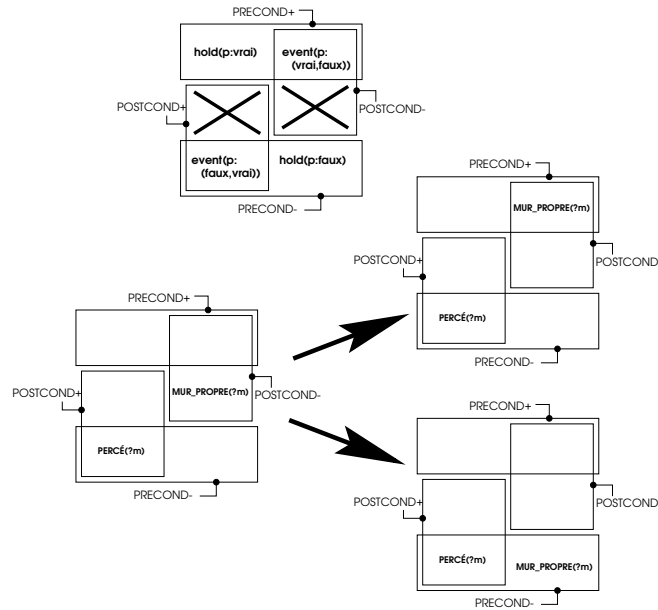 PRECOND+
hold(p:vrai)
event(p:
(vrai,faux))
POSTCOND+
POSTCOND-
event(p:
(faux,vrai))
hold(p:faux)
PRECOND-
PRECOND+
MUR_PROPRE(?m)
POSTCOND+
POSTCOND
PERCÉ(?m)
PRECOND-
PRECOND+
POSTCOND+
MUR_PROPRE(?m)
POSTCOND-
PERCÉ(?m)
PRECOND-
PRECOND+
POSTCOND+
POSTCOND
PERCÉ(?m)
MUR_PROPRE(?m)
PRECOND-